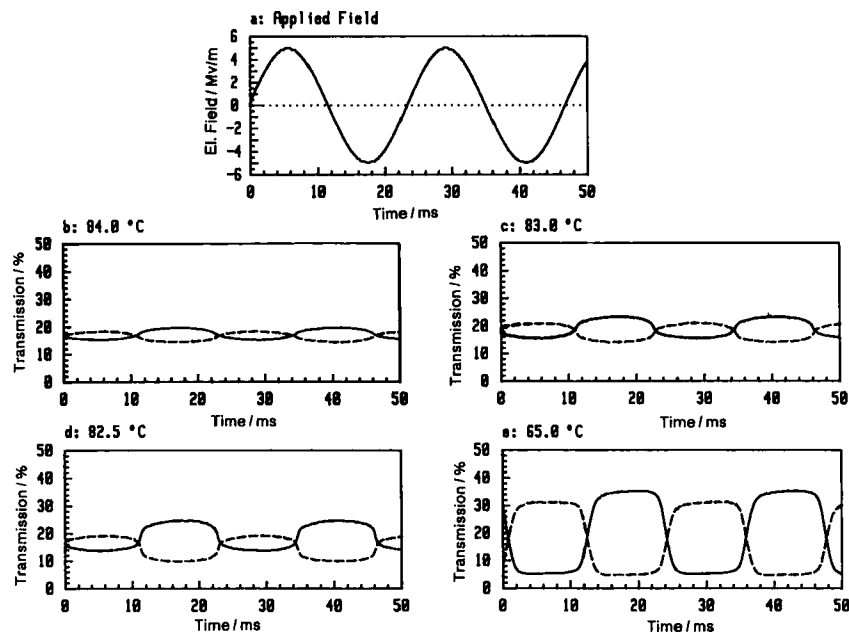 a: Applied Field
El. Field / Mv/m
6
4
2
0
-2
-4
-6
0 10 20 30 40 50
Time / ms
b: 84.0 °C
Transmission / %
50
40
30
20
10
0
0 10 20 30 40 50
Time / ms
c: 83.0 °C
Transmission / %
50
40
30
20
10
0
0 10 20 30 40 50
Time / ms
d: 82.5 °C
Transmission / %
50
40
30
20
10
0
0 10 20 30 40 50
Time / ms
e: 65.0 °C
Transmission / %
50
40
30
20
10
0
0 10 20 30 40 50
Time / ms